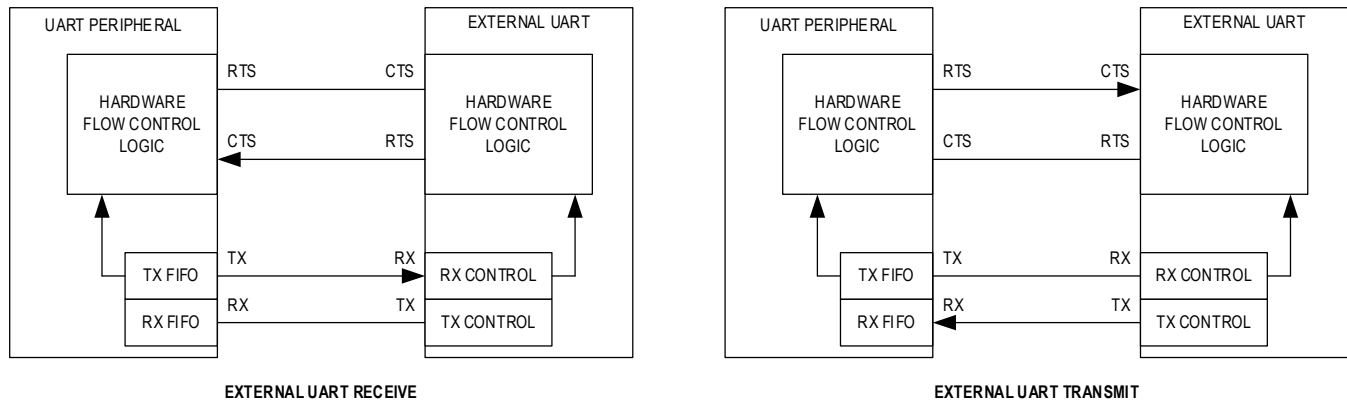 UART PERIPHERAL
EXTERNAL UART
HARDWARE
FLOW CONTROL
LOGIC
RTS
CTS
HARDWARE
FLOW CONTROL
LOGIC
CTS
RTS
TX FIFO
TX
RX
RX CONTROL
RX FIFO
RX
TX
TX CONTROL
EXTERNAL UART RECEIVE
UART PERIPHERAL
EXTERNAL UART
HARDWARE
FLOW CONTROL
LOGIC
RTS
CTS
HARDWARE
FLOW CONTROL
LOGIC
CTS
RTS
TX FIFO
TX
RX
RX CONTROL
RX FIFO
RX
TX
TX CONTROL
EXTERNAL UART TRANSMIT